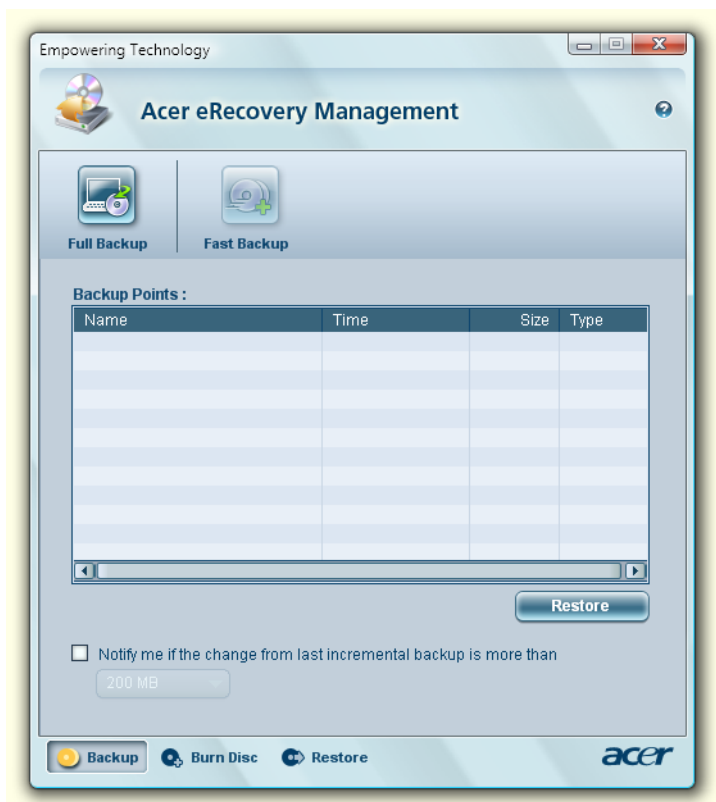 Empowering Technology
Acer eRecovery Management
Full Backup
Fast Backup
Backup Points :
Name Time Size Type
Restore
Notify me if the change from last incremental backup is more than
200 MB
Backup Burn Disc Restore
acer